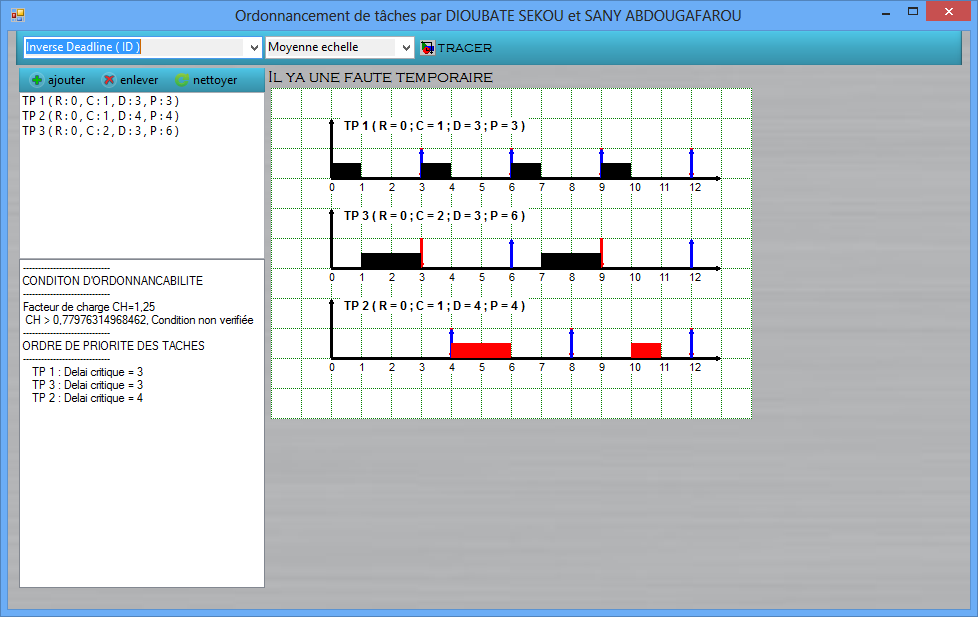 Ordonnancement de tâches par DIOUBATE SEKOU et SANY ABDOUGAFAROU
Inverse Deadline ( ID ) Moyenne echelle TRACER
ajouter enlever nettoyer
IL YA UNE FAUTE TEMPORAIRE
TP 1 ( R : 0 , C : 1 , D : 3 , P : 3 )
TP 2 ( R : 0 , C : 1 , D : 4 , P : 4 )
TP 3 ( R : 0 , C : 2 , D : 3 , P : 6 )
-----------------------------
CONDITON D'ORDONNANCABILITE
-----------------------------
Facteur de charge CH=1,25
CH > 0,77976314968462, Condition non verifiée
-----------------------------
ORDRE DE PRIORITE DES TACHES
-----------------------------
TP 1 : Delai critique = 3
TP 3 : Delai critique = 3
TP 2 : Delai critique = 4
TP 1 ( R = 0 ; C = 1 ; D = 3 ; P = 3 )
0 1 2 3 4 5 6 7 8 9 10 11 12
TP 3 ( R = 0 ; C = 2 ; D = 3 ; P = 6 )
0 1 2 3 4 5 6 7 8 9 10 11 12
TP 2 ( R = 0 ; C = 1 ; D = 4 ; P = 4 )
0 1 2 3 4 5 6 7 8 9 10 11 12